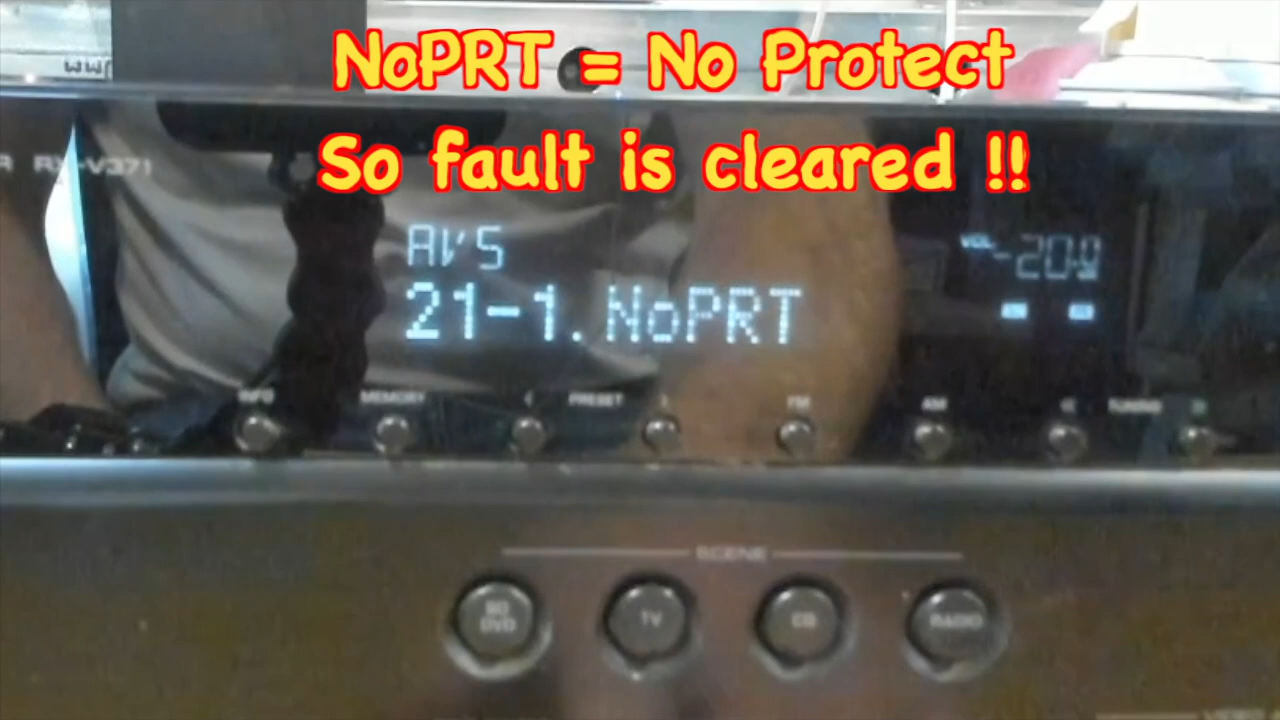 NoPRT = No Protect
So fault is cleared !!
RX-V371
AV5
VOL -20.0
21-1.NoPRT
INFO MEMORY < PRESET > FM AM << TUNING >>
SCENE
BD DVD TV CD RADIO